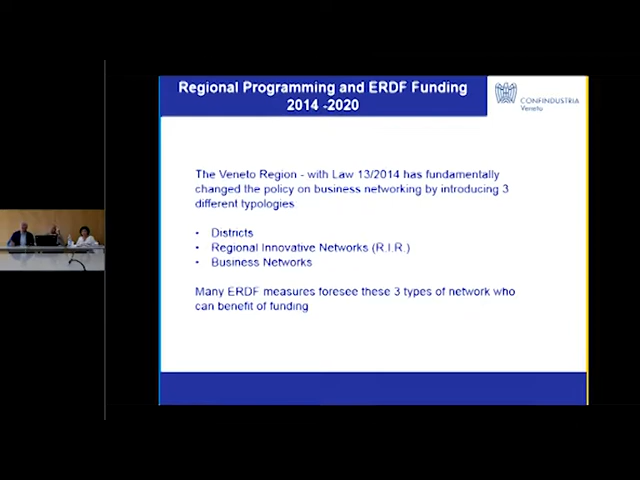 Regional Programming and ERDF Funding
2014 -2020
CONFINDUSTRIA
Veneto
The Veneto Region - with Law 13/2014 has fundamentally
changed the policy on business networking by introducing 3
different typologies
• Districts
• Regional Innovative Networks (R.I.R.)
• Business Networks
Many ERDF measures foresee these 3 types of network who
can benefit of funding